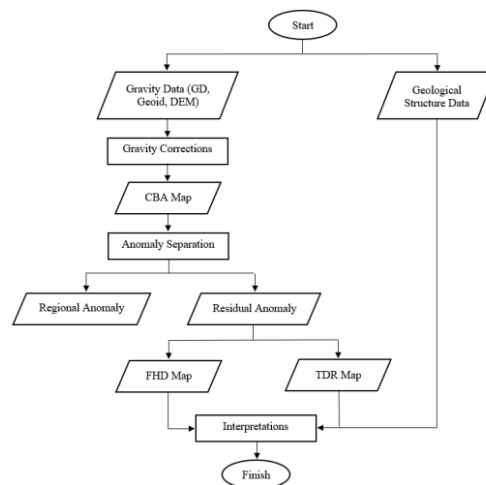 Start
Gravity Data (GD,
Geoid, DEM)
Geological
Structure Data
Gravity Corrections
CBA Map
Anomaly Separation
Regional Anomaly
Residual Anomaly
FHD Map
TDR Map
Interpretations
Finish